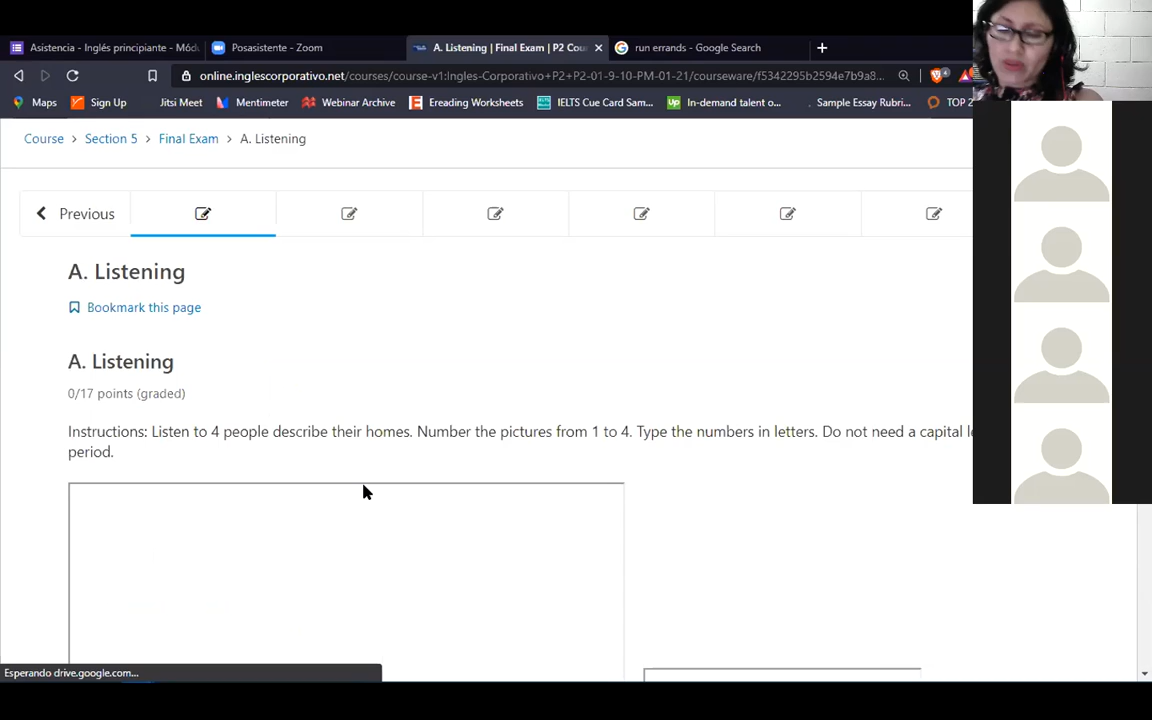 Asistencia - Inglés principiante - Módu
Posasistente - Zoom
A. Listening | Final Exam | P2 Cou
run errands - Google Search
online.inglescorporativo.net/courses/course-v1:Ingles-Corporativo+P2+P2-01-9-10-PM-01-21/courseware/f5342295b2594e7b9a8...
4
Maps
Sign Up
Jitsi Meet
Mentimeter
Webinar Archive
Ereading Worksheets
IELTS Cue Card Sam...
In-demand talent o...
Sample Essay Rubri...
TOP 2
Course > Section 5 > Final Exam > A. Listening
Previous
A. Listening
Bookmark this page
A. Listening
0/17 points (graded)
Instructions: Listen to 4 people describe their homes. Number the pictures from 1 to 4. Type the numbers in letters. Do not need a capital le
period.
Esperando drive.google.com...